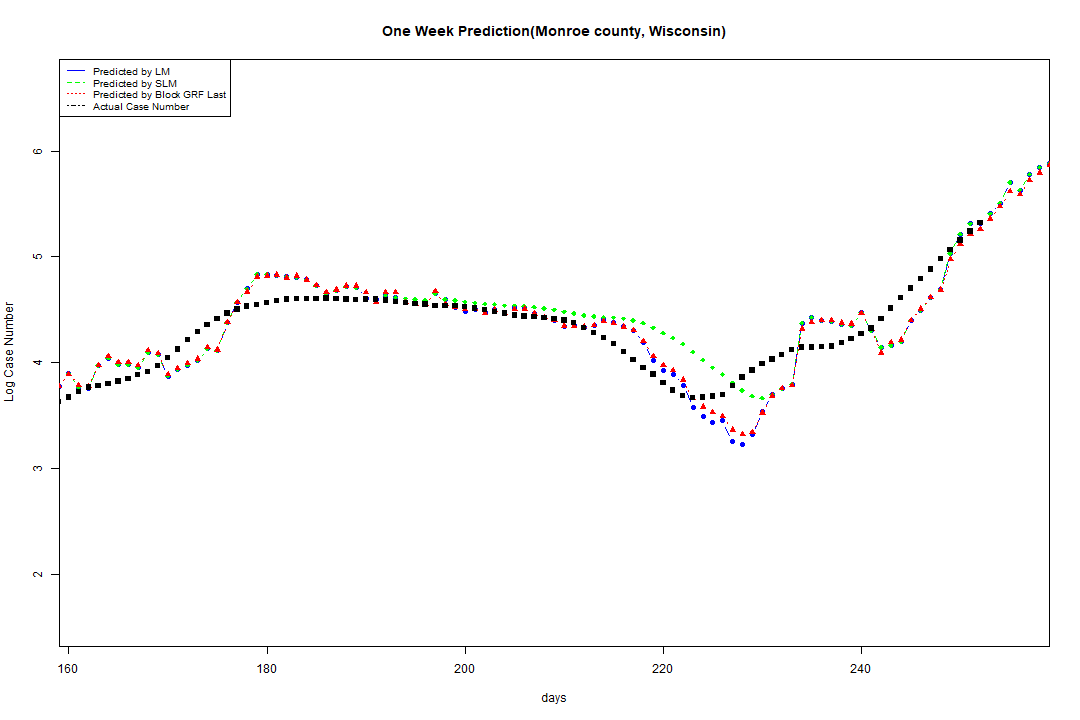 One Week Prediction(Monroe county, Wisconsin)
Predicted by LM
Predicted by SLM
Predicted by Block GRF Last
Actual Case Number
6
5
4
3
2
Log Case Number
160 180 200 220 240
days